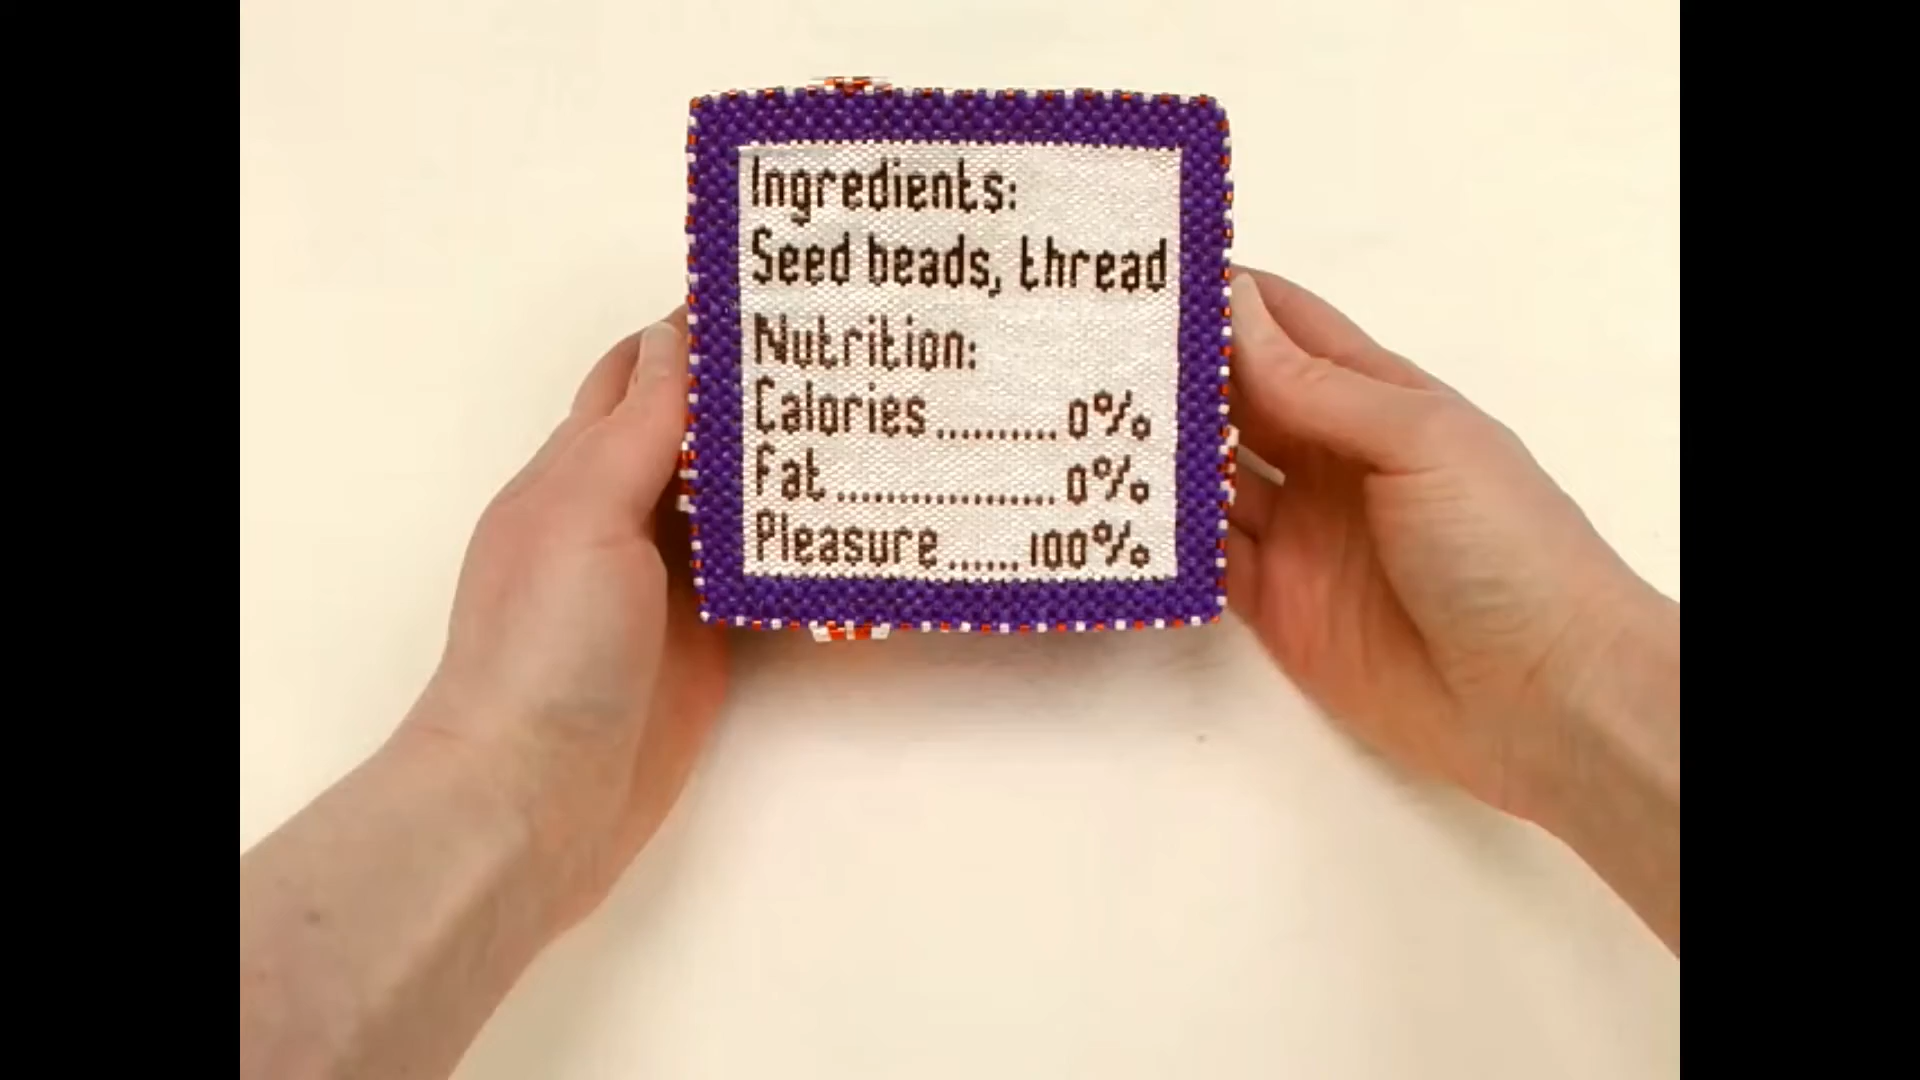 Ingredients:
Seed beads, thread
Nutrition:
Calories.......... 0%
Fat.................. 0%
Pleasure......100%